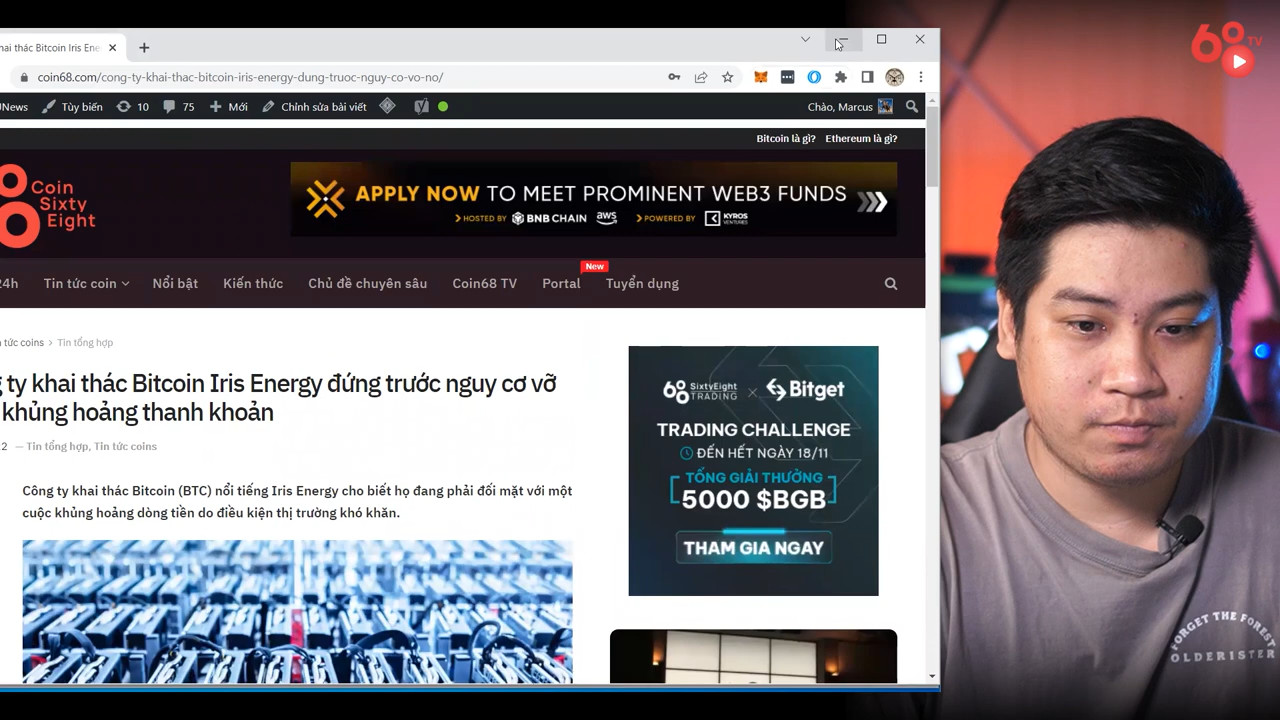 hai thác Bitcoin Iris Ene
coin68.com/cong-ty-khai-thac-bitcoin-iris-energy-dung-truoc-nguy-co-vo-no/
UNews
Tùy biến
10
75
Mới
Chỉnh sửa bài viết
Chào, Marcus
Bitcoin là gì?
Ethereum là gì?
Coin
Sixty
Eight
APPLY NOW TO MEET PROMINENT WEB3 FUNDS
HOSTED BY BNB CHAIN aws POWERED BY KYROS VENTURES
24h
Tin tức coin
Nổi bật
Kiến thức
Chủ đề chuyên sâu
Coin68 TV
Portal
New
Tuyển dụng
n tức coins > Tin tổng hợp
g ty khai thác Bitcoin Iris Energy đứng trước nguy cơ vỡ
khủng hoảng thanh khoản
2 — Tin tổng hợp, Tin tức coins
Công ty khai thác Bitcoin (BTC) nổi tiếng Iris Energy cho biết họ đang phải đối mặt với một
cuộc khủng hoảng dòng tiền do điều kiện thị trường khó khăn.
68 SixtyEight TRADING × Bitget
TRADING CHALLENGE
ĐẾN HẾT NGÀY 18/11
TỔNG GIẢI THƯỞNG
5000 $BGB
THAM GIA NGAY
68 TV
FORGET THE FOREST
OLDERISTER